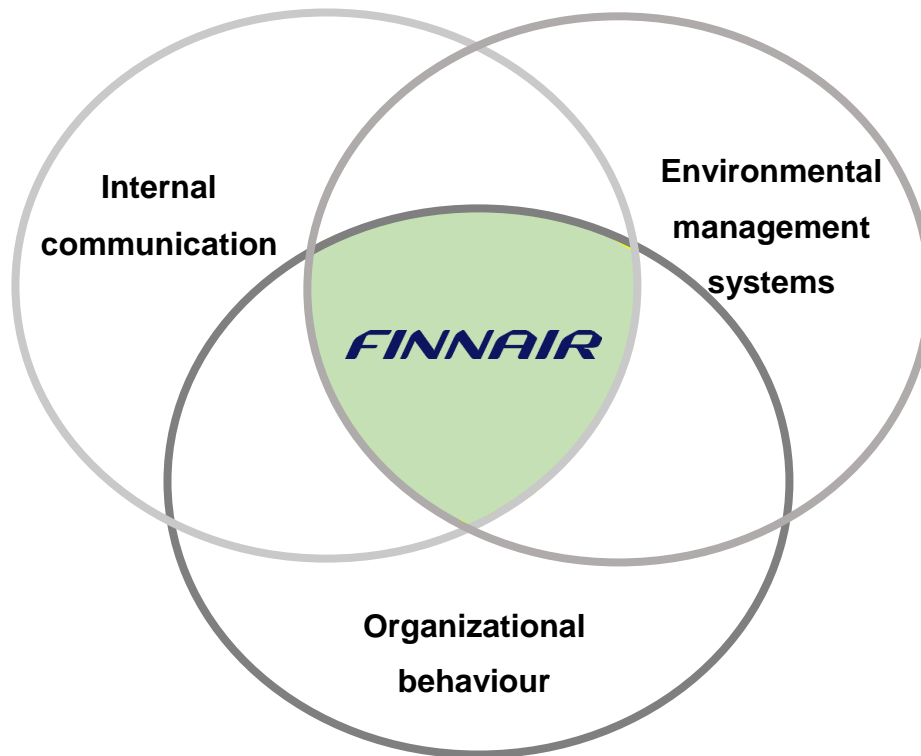 Internal
communication
Environmental
management
systems
FINNAIR
Organizational
behaviour